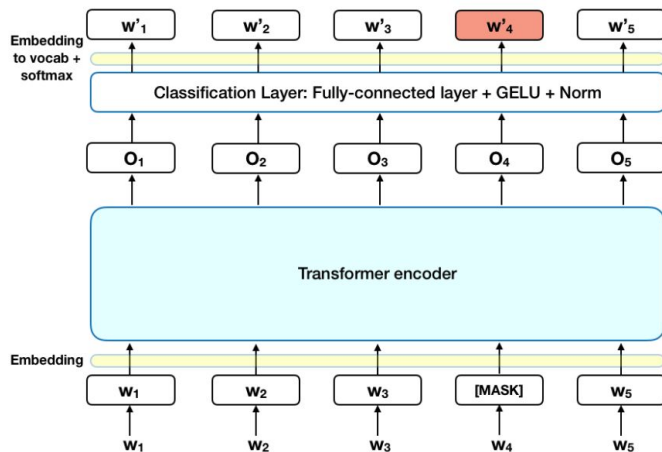 w'₁ w'₂ w'₃ w'₄ w'₅
Embedding
to vocab +
softmax
Classification Layer: Fully-connected layer + GELU + Norm
O₁ O₂ O₃ O₄ O₅
Transformer encoder
Embedding
w₁ w₂ w₃ [MASK] w₅
w₁ w₂ w₃ w₄ w₅